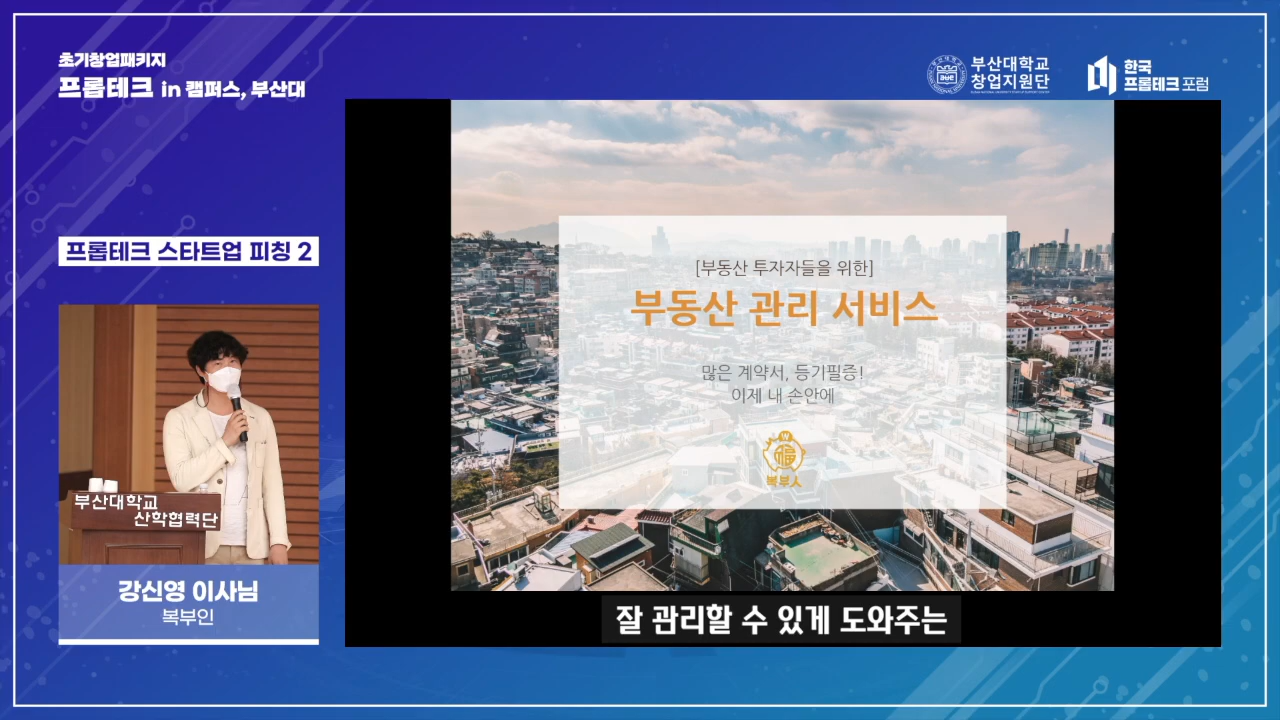 초기창업패키지
프롭테크 in 캠퍼스, 부산대
부산대학교
창업지원단
한국
프롭테크 포럼
프롭테크 스타트업 피칭 2
부산대학교
산학협력단
강신영 이사님
복부인
[부동산 투자자들을 위한]
부동산 관리 서비스
많은 계약서, 등기필증!
이제 내 손안에
W
福
복부人
잘 관리할 수 있게 도와주는